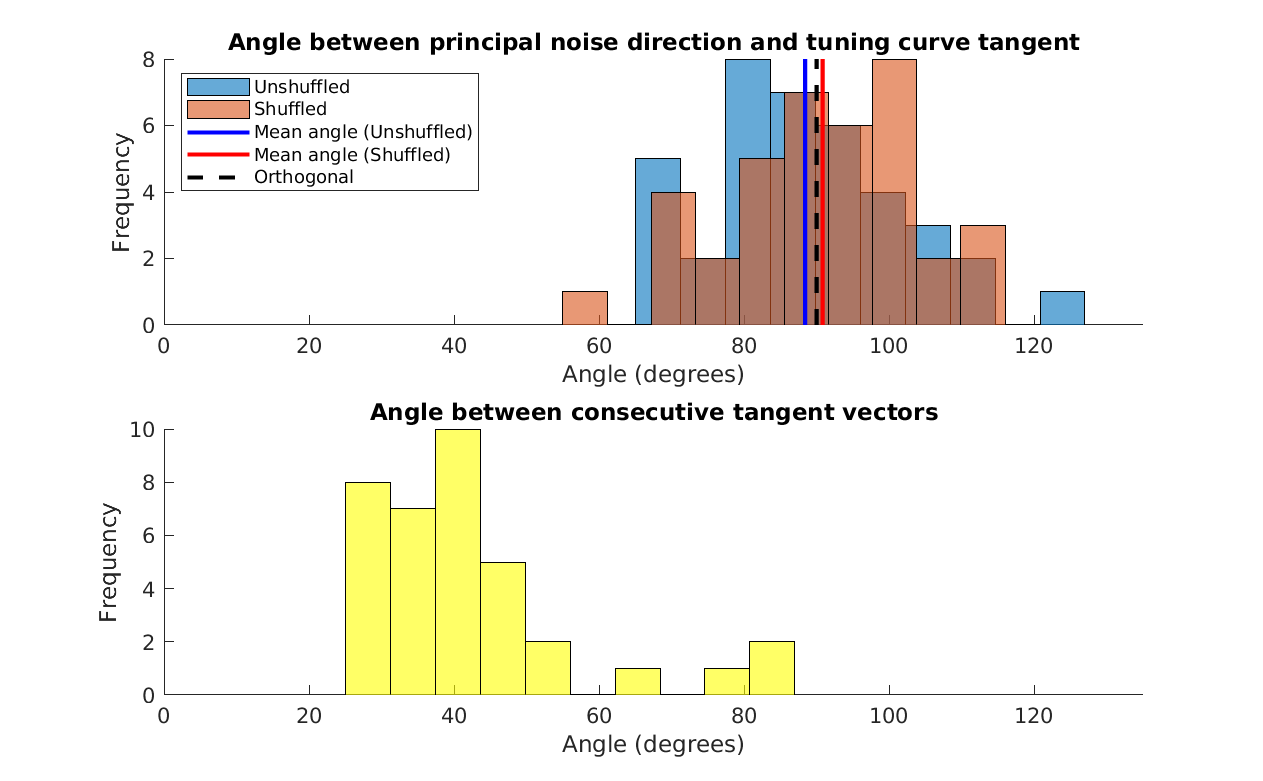 Angle between principal noise direction and tuning curve tangent
8
6
4
2
0
Frequency
Unshuffled
Shuffled
Mean angle (Unshuffled)
Mean angle (Shuffled)
Orthogonal
0 20 40 60 80 100 120
Angle (degrees)
Angle between consecutive tangent vectors
10
8
6
4
2
0
Frequency
0 20 40 60 80 100 120
Angle (degrees)